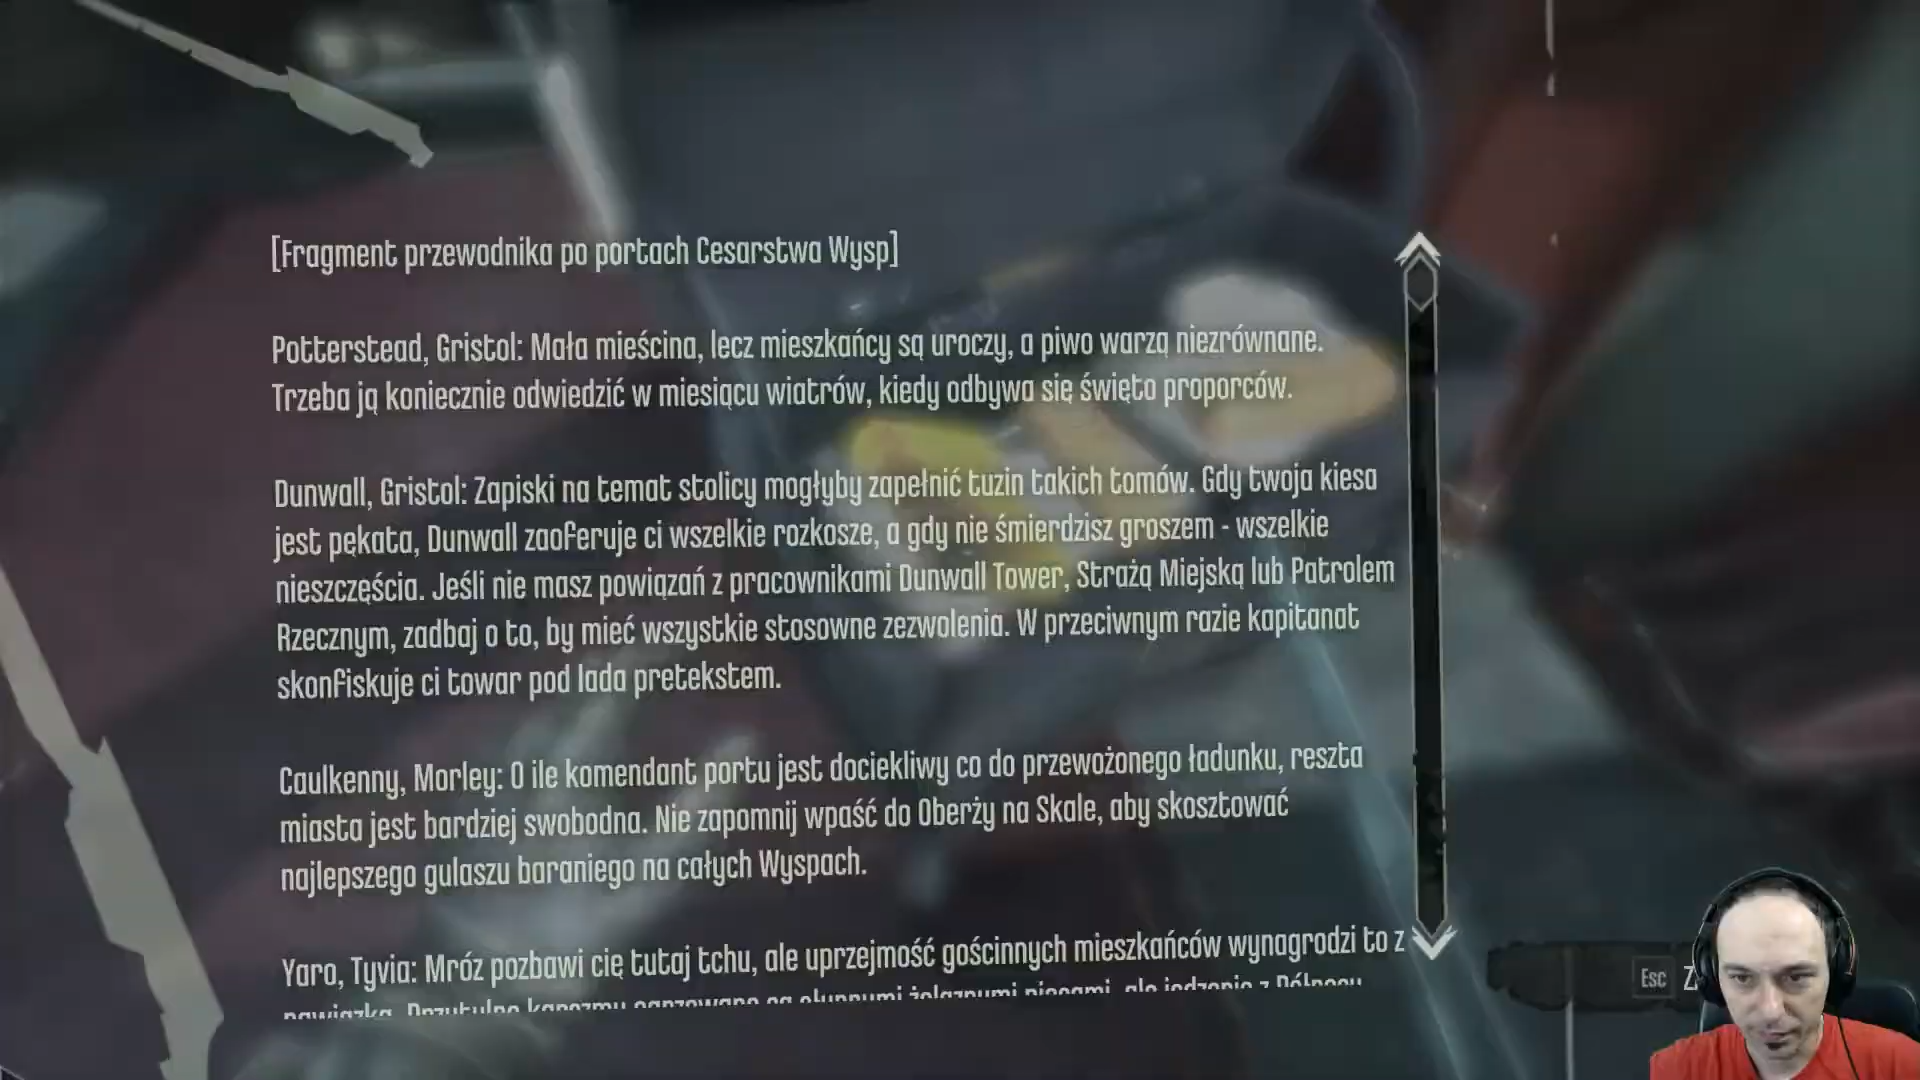 [Fragment przewodnika po portach Cesarstwa Wysp]
Potterstead, Gristol: Mała mieścina, lecz mieszkańcy są uroczy, a piwo warzą niezrównane.
Trzeba ją koniecznie odwiedzić w miesiącu wiatrów, kiedy odbywa się święto proporców.
Dunwall, Gristol: Zapiski na temat stolicy mogłyby zapełnić tuzin takich tomów. Gdy twoja kiesa
jest pękata, Dunwall zaoferuje ci wszelkie rozkosze, a gdy nie śmierdzisz groszem - wszelkie
nieszczęścia. Jeśli nie masz powiązań z pracownikami Dunwall Tower, Strażą Miejską lub Patrolem
Rzecznym, zadbaj o to, by mieć wszystkie stosowne zezwolenia. W przeciwnym razie kapitanat
skonfiskuje ci towar pod lada pretekstem.
Caulkenny, Morley: O ile komendant portu jest dociekliwy co do przewożonego ładunku, reszta
miasta jest bardziej swobodna. Nie zapomnij wpaść do Oberży na Skale, aby skosztować
najlepszego gulaszu baraniego na całych Wyspach.
Yaro, Tyvia: Mróz pozbawi cię tutaj tchu, ale uprzejmość gościnnych mieszkańców wynagrodzi to z
Esc